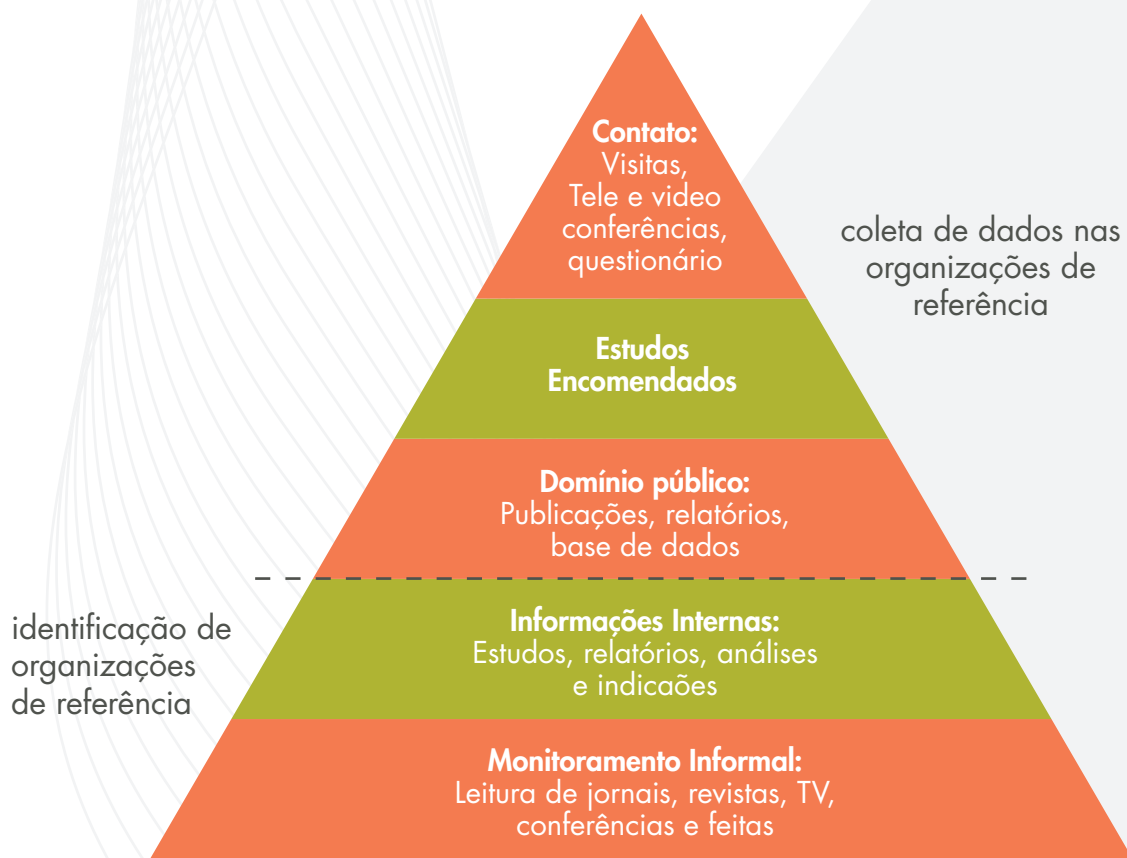 Contato:
Visitas,
Tele e video
conferências,
questionário
coleta de dados nas
organizações de
referência
Estudos
Encomendados
Domínio público:
Publicações, relatórios,
base de dados
identificação de
organizações
de referência
Informações Internas:
Estudos, relatórios, análises
e indicaões
Monitoramento Informal:
Leitura de jornais, revistas, TV,
conferências e feitas